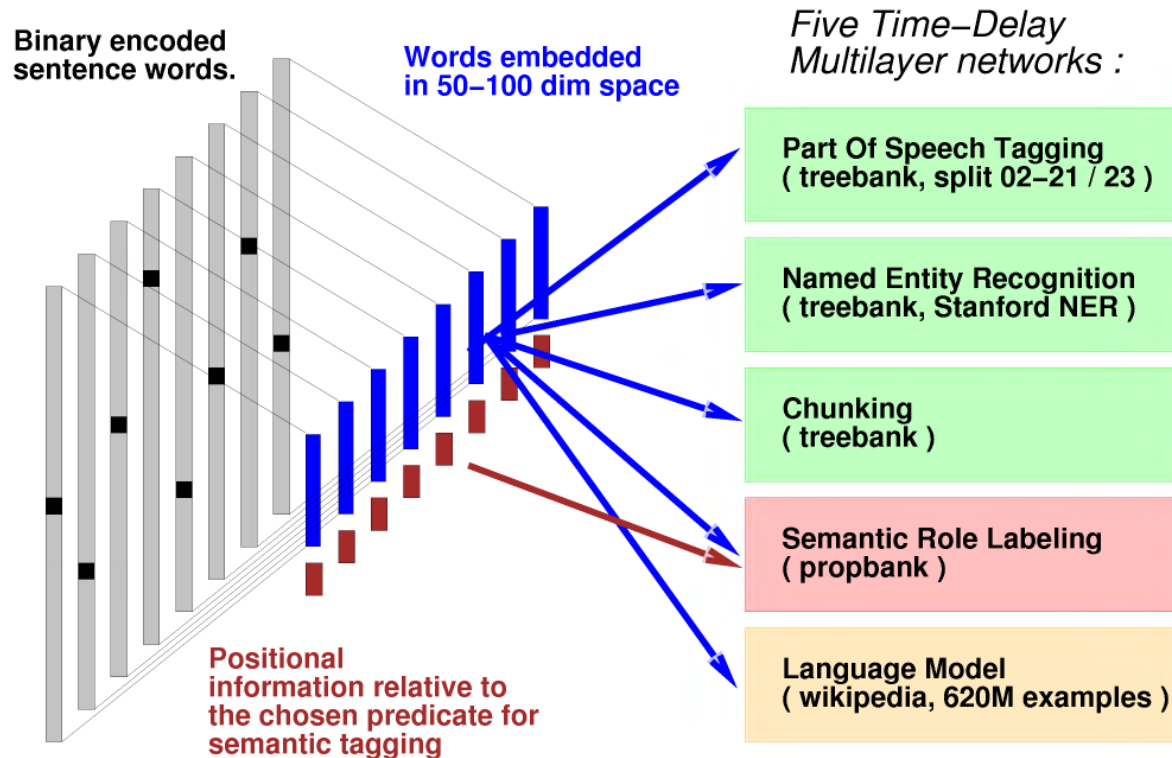 Binary encoded
sentence words.
Words embedded
in 50−100 dim space
Five Time−Delay
Multilayer networks :
Part Of Speech Tagging
( treebank, split 02−21 / 23 )
Named Entity Recognition
( treebank, Stanford NER )
Chunking
( treebank )
Semantic Role Labeling
( propbank )
Language Model
( wikipedia, 620M examples )
Positional
information relative to
the chosen predicate for
semantic tagging